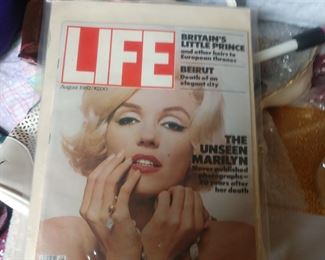 LIFE
BRITAIN'S
LITTLE PRINCE
and other heirs to
European thrones
BEIRUT
Death of an
elegant city
August 1982/$2.00
THE
UNSEEN
MARILYN
Never published
photographs—
20 years after
her death